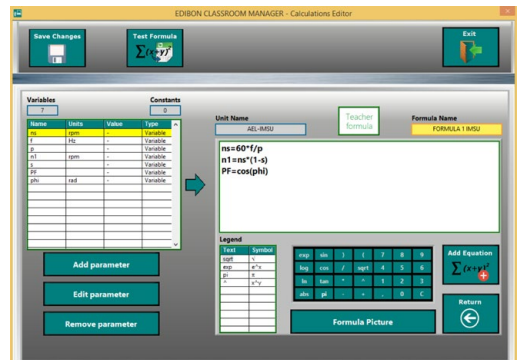 EDIBON CLASSROOM MANAGER - Calculations Editor
Save Changes
Test Formula
Σ(x+y)²
Exit
Variables
Constants
7
0
Name Units Value Type
ns rpm - Variable
f Hz - Variable
p - Variable
n1 rpm - Variable
s - Variable
PF - Variable
phi rad - Variable
Add parameter
Edit parameter
Remove parameter
Unit Name
AEL-IMSU
Teacher
formula
Formula Name
FORMULA 1 IMSU
ns=60*f/p
n1=ns*(1-s)
PF=cos(phi)
Legend
Text Symbol
sqrt √
exp e^x
pi π
^ x^y
exp sin ) ( 7 8 9
log cos / sqrt 4 5 6
ln tan * ^ 1 2 3
abs pi - + . 0 C
Formula Picture
Add Equation
Σ(x+y)²
Return